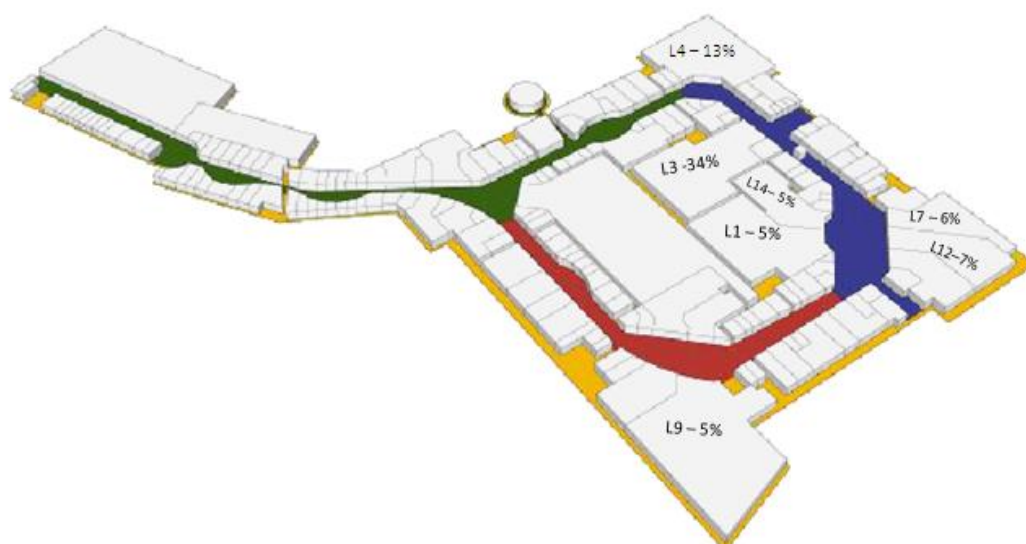 L4 – 13%
L3 -34%
L14– 5%
L7 – 6%
L1 – 5%
L12–7%
L9 – 5%